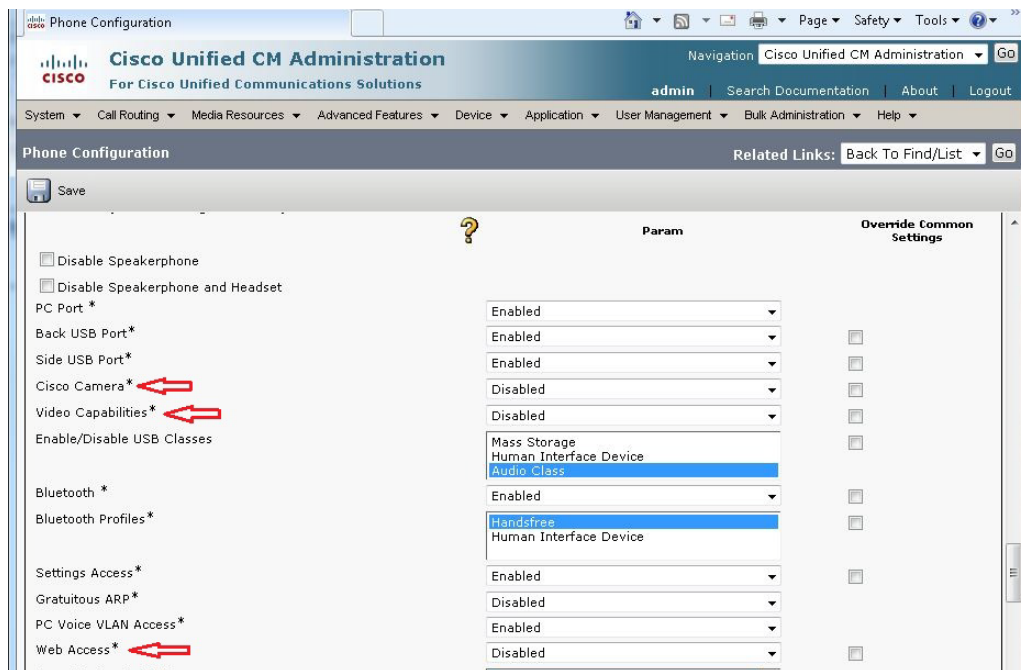 Phone Configuration
Page Safety Tools
Cisco Unified CM Administration
For Cisco Unified Communications Solutions
CISCO
Navigation Cisco Unified CM Administration Go
admin | Search Documentation | About | Logout
System Call Routing Media Resources Advanced Features Device Application User Management Bulk Administration Help
Phone Configuration
Related Links: Back To Find/List Go
Save
? Param Override Common Settings
Disable Speakerphone
Disable Speakerphone and Headset
PC Port * Enabled
Back USB Port* Enabled
Side USB Port* Enabled
Cisco Camera* Disabled
Video Capabilities* Disabled
Enable/Disable USB Classes Mass Storage
Human Interface Device
Audio Class
Bluetooth * Enabled
Bluetooth Profiles* Handsfree
Human Interface Device
Settings Access* Enabled
Gratuitous ARP* Disabled
PC Voice VLAN Access* Enabled
Web Access* Disabled